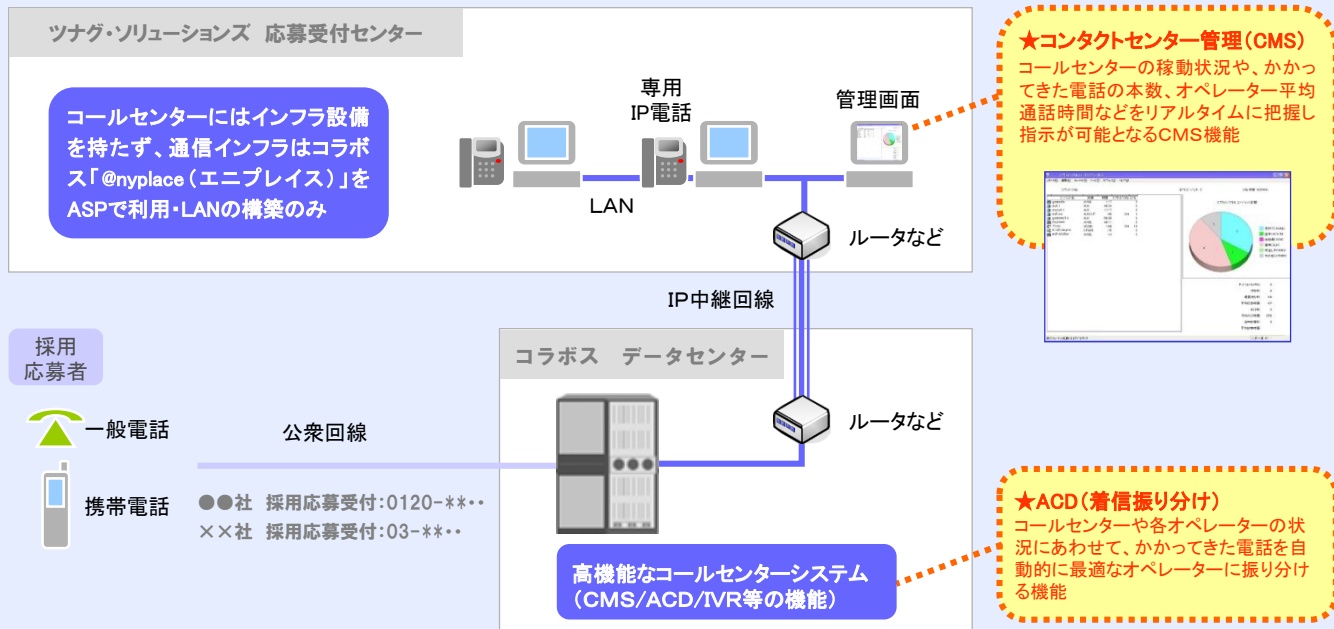 ツナグ・ソリューションズ 応募受付センター
コールセンターにはインフラ設備
を持たず、通信インフラはコラボ
ス「@nyplace(エニプレイス)」を
ASPで利用・LANの構築のみ
専用
IP電話
管理画面
LAN
ルータなど
IP中継回線
★コンタクトセンター管理(CMS)
コールセンターの稼動状況や、かかっ
てきた電話の本数、オペレーター平均
通話時間などをリアルタイムに把握し
指示が可能となるCMS機能
採用
応募者
一般電話
携帯電話
公衆回線
●●社 採用応募受付:0120-**・・
××社 採用応募受付:03-**・・
コラボス データセンター
ルータなど
高機能なコールセンターシステム
(CMS/ACD/IVR等の機能)
★ACD(着信振り分け)
コールセンターや各オペレーターの状
況にあわせて、かかってきた電話を自
動的に最適なオペレーターに振り分け
る機能